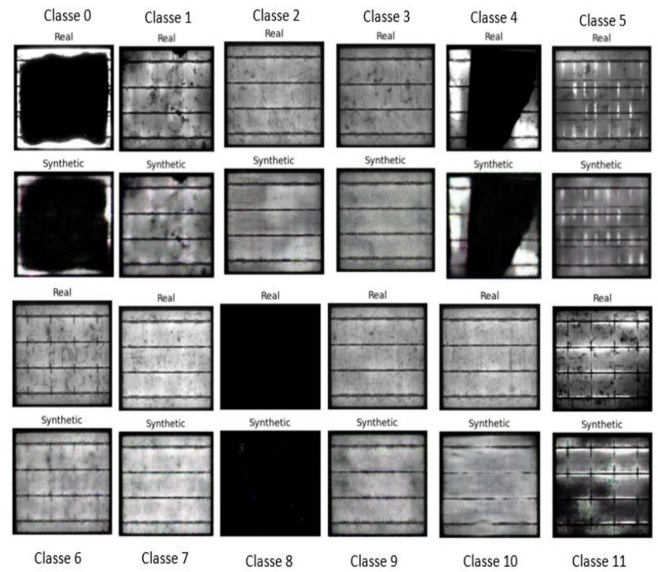 Classe 0 Classe 1 Classe 2 Classe 3 Classe 4 Classe 5
Real Real Real Real Real Real
Synthetic Synthetic Synthetic Synthetic Synthetic Synthetic
Real Real Real Real Real Real
Synthetic Synthetic Synthetic Synthetic Synthetic Synthetic
Classe 6 Classe 7 Classe 8 Classe 9 Classe 10 Classe 11